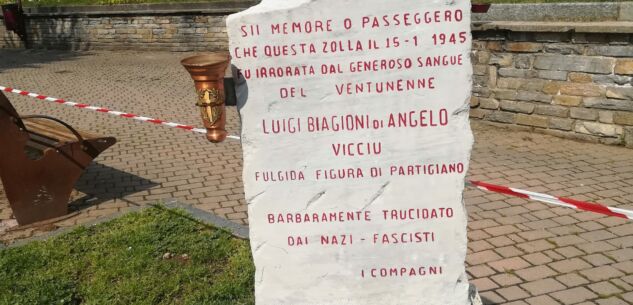 SII MEMORE O PASSEGGERO
CHE QUESTA ZOLLA IL 15-1 1945
FU IRRORATA DAL GENEROSO SANGUE
DEL VENTUNENNE
LUIGI BIAGIONI DI ANGELO
VICCIU
FULGIDA FIGURA DI PARTIGIANO
BARBARAMENTE TRUCIDATO
DAI NAZI-FASCISTI
I COMPAGNI